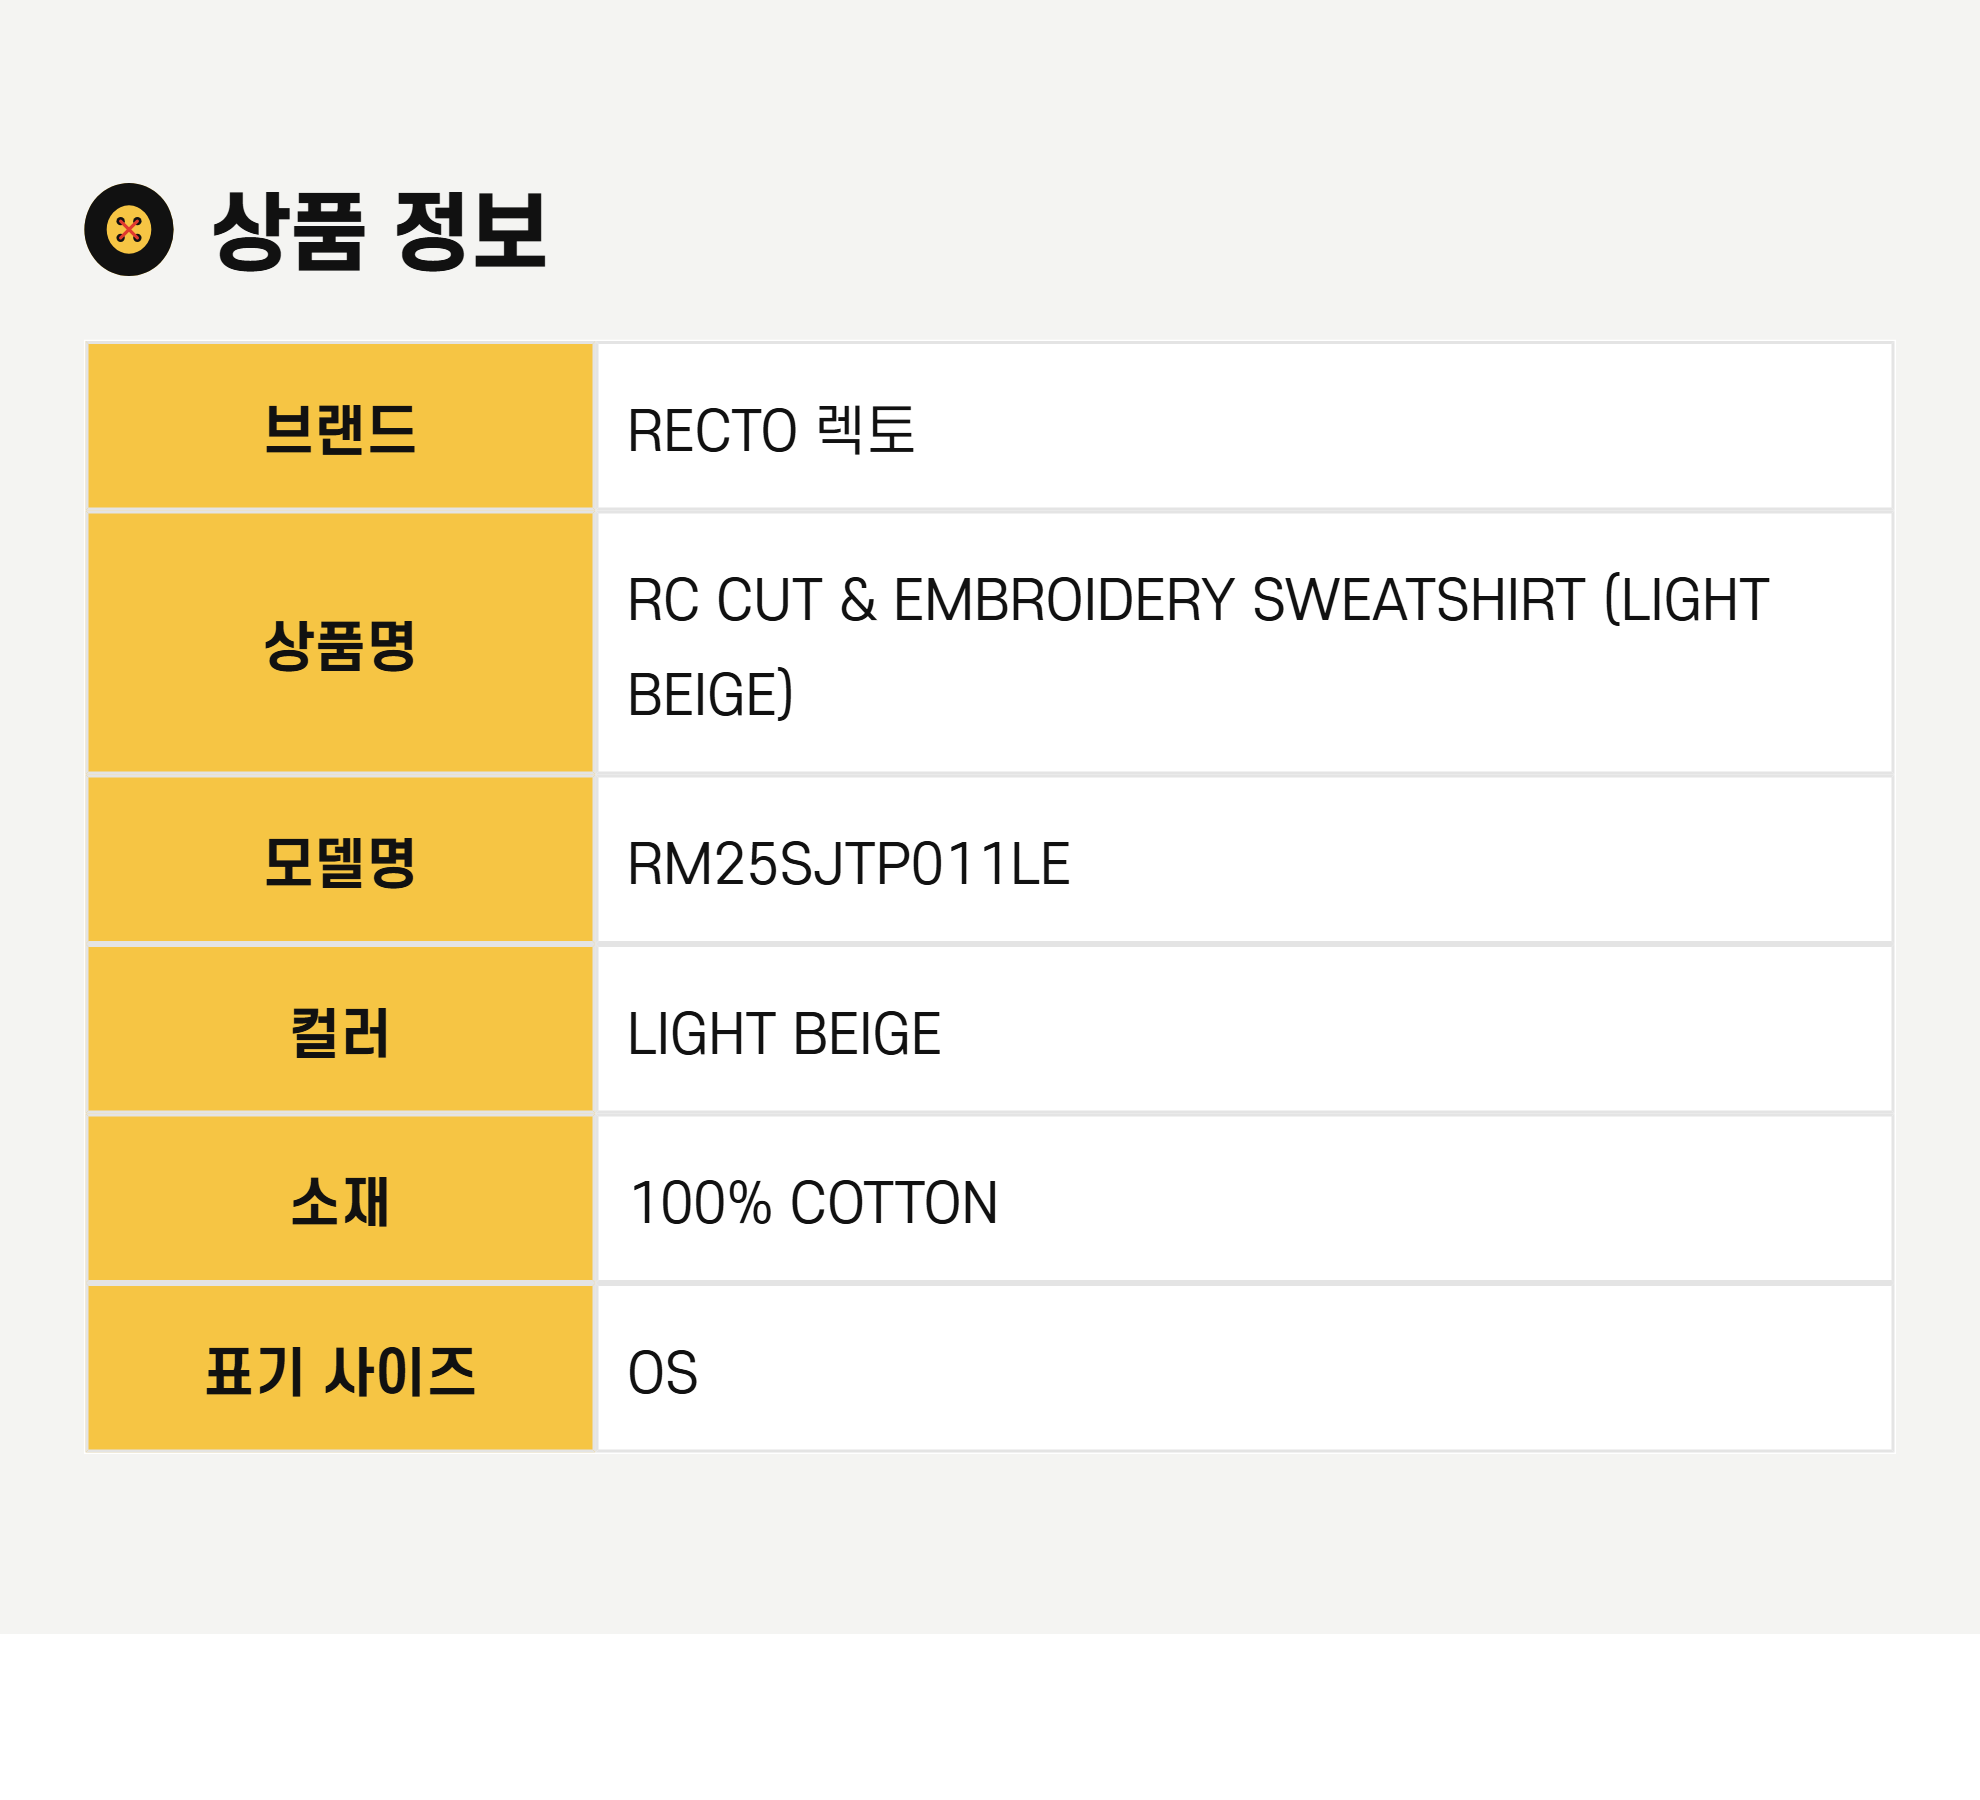 상품 정보
브랜드
RECTO 렉토
상품명
RC CUT & EMBROIDERY SWEATSHIRT (LIGHT
BEIGE)
모델명
RM25SJTP011LE
컬러
LIGHT BEIGE
소재
100% COTTON
표기 사이즈
OS